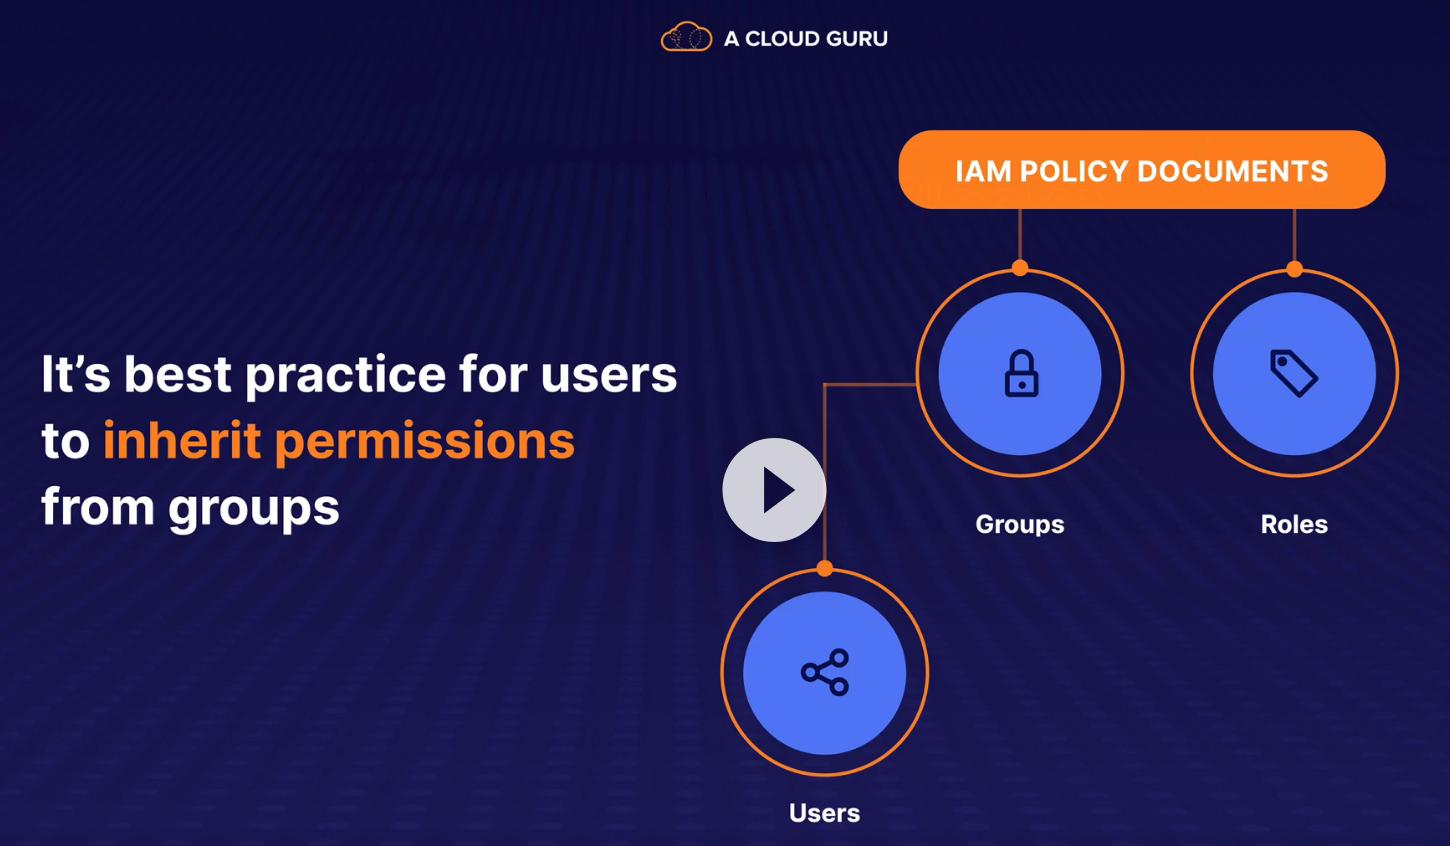 A CLOUD GURU
IAM POLICY DOCUMENTS
It’s best practice for users
to inherit permissions
from groups
Groups
Roles
Users